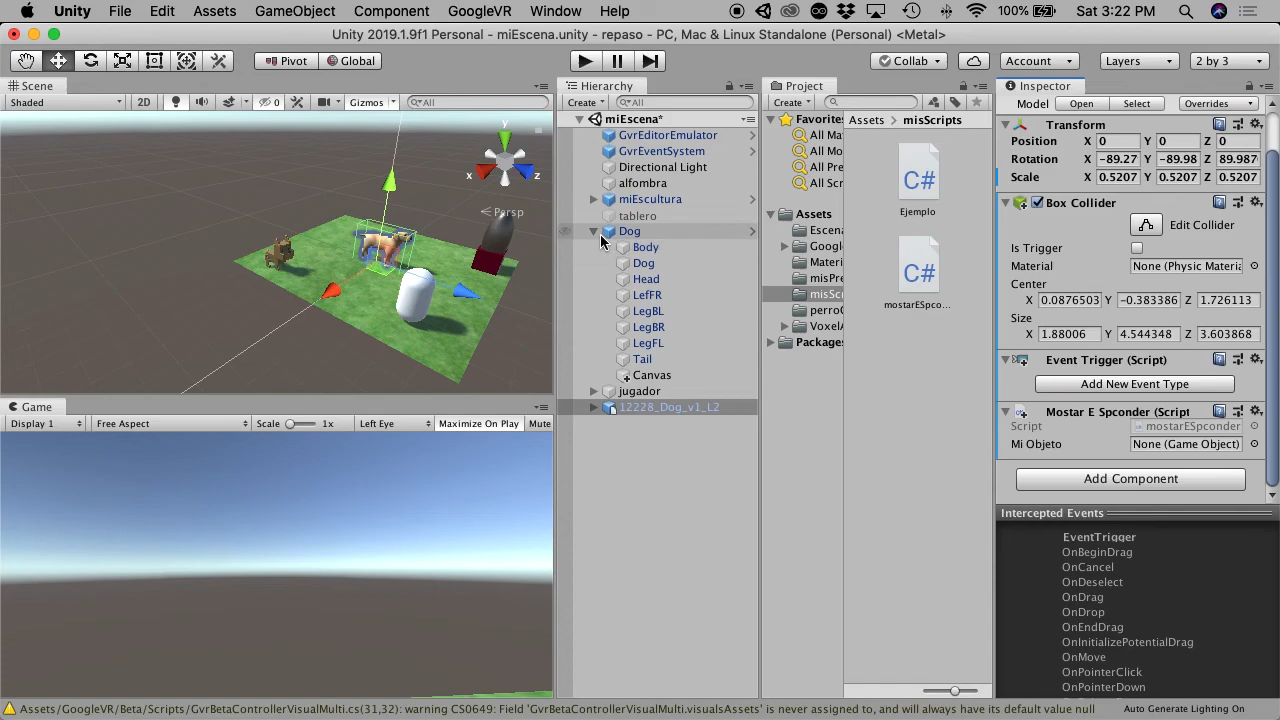 Unity File Edit Assets GameObject Component GoogleVR Window Help 100% Sat 3:22 PM
Unity 2019.1.9f1 Personal - miEscena.unity - repaso - PC, Mac & Linux Standalone (Personal) <Metal>
Pivot Global Collab Account Layers 2 by 3
Scene
Shaded 2D 0 Gizmos All
y
x
z
Persp
Game
Display 1 Free Aspect Scale 1x Left Eye Maximize On Play Mute
Hierarchy
Create All
miEscena*
GvrEditorEmulator
GvrEventSystem
Directional Light
alfombra
miEscultura
tablero
Dog
Body
Dog
Head
LefFR
LegBL
LegBR
LegFL
Tail
Canvas
jugador
12228_Dog_v1_L2
Project
Create
Favorite
All Ma
All Mo
All Pre
All Scr
Assets
Escena
Google
Materi
misPre
misScr
perro
VoxelA
Packages
Assets misScripts
C#
Ejemplo
C#
mostarESpco...
Inspector
Model Open Select Overrides
Transform
Position X 0 Y 0 Z 0
Rotation X -89.27 Y -89.98 Z 89.987
Scale X 0.5207 Y 0.5207 Z 0.5207
Box Collider
Edit Collider
Is Trigger
Material None (Physic Materia
Center
X 0.0876503 Y -0.383386 Z 1.726113
Size
X 1.88006 Y 4.544348 Z 3.603868
Event Trigger (Script)
Add New Event Type
Mostar E Sponder (Script
Script mostarESponder
Mi Objeto None (Game Object)
Add Component
Intercepted Events
EventTrigger
OnBeginDrag
OnCancel
OnDeselect
OnDrag
OnDrop
OnEndDrag
OnInitializePotentialDrag
OnMove
OnPointerClick
OnPointerDown
Assets/GoogleVR/Beta/Scripts/GvrBetaControllerVisualMulti.cs(31,32): warning CS0649: Field 'GvrBetaControllerVisualMulti.visualsAssets' is never assigned to, and will always have its default value null Auto Generate Lighting On